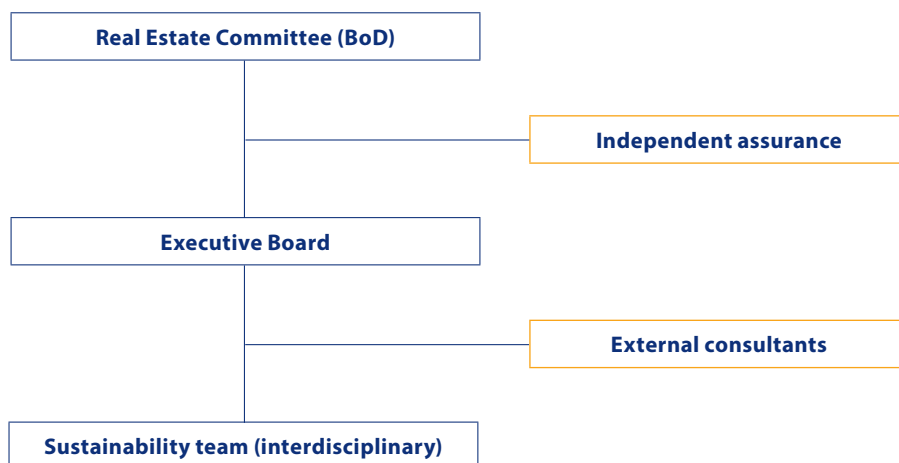 Real Estate Committee (BoD)
Independent assurance
Executive Board
External consultants
Sustainability team (interdisciplinary)